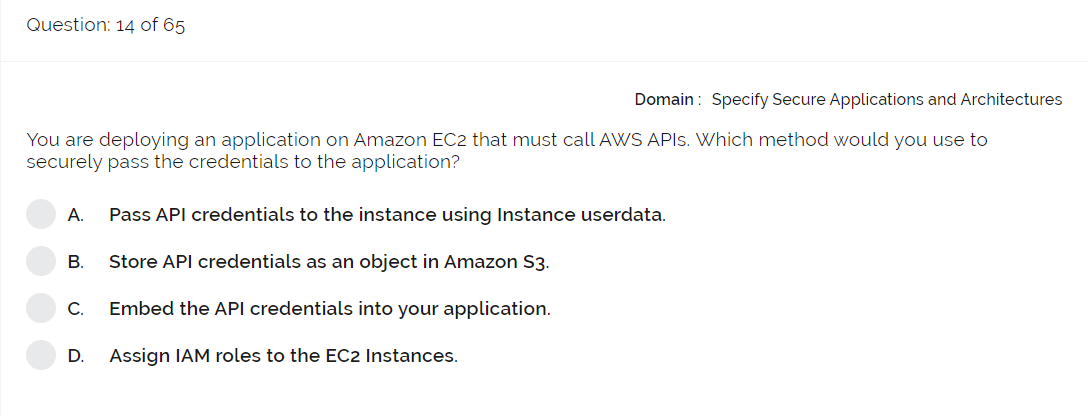 Question: 14 of 65
Domain : Specify Secure Applications and Architectures
You are deploying an application on Amazon EC2 that must call AWS APIs. Which method would you use to
securely pass the credentials to the application?
A. Pass API credentials to the instance using Instance userdata.
B. Store API credentials as an object in Amazon S3.
C. Embed the API credentials into your application.
D. Assign IAM roles to the EC2 Instances.